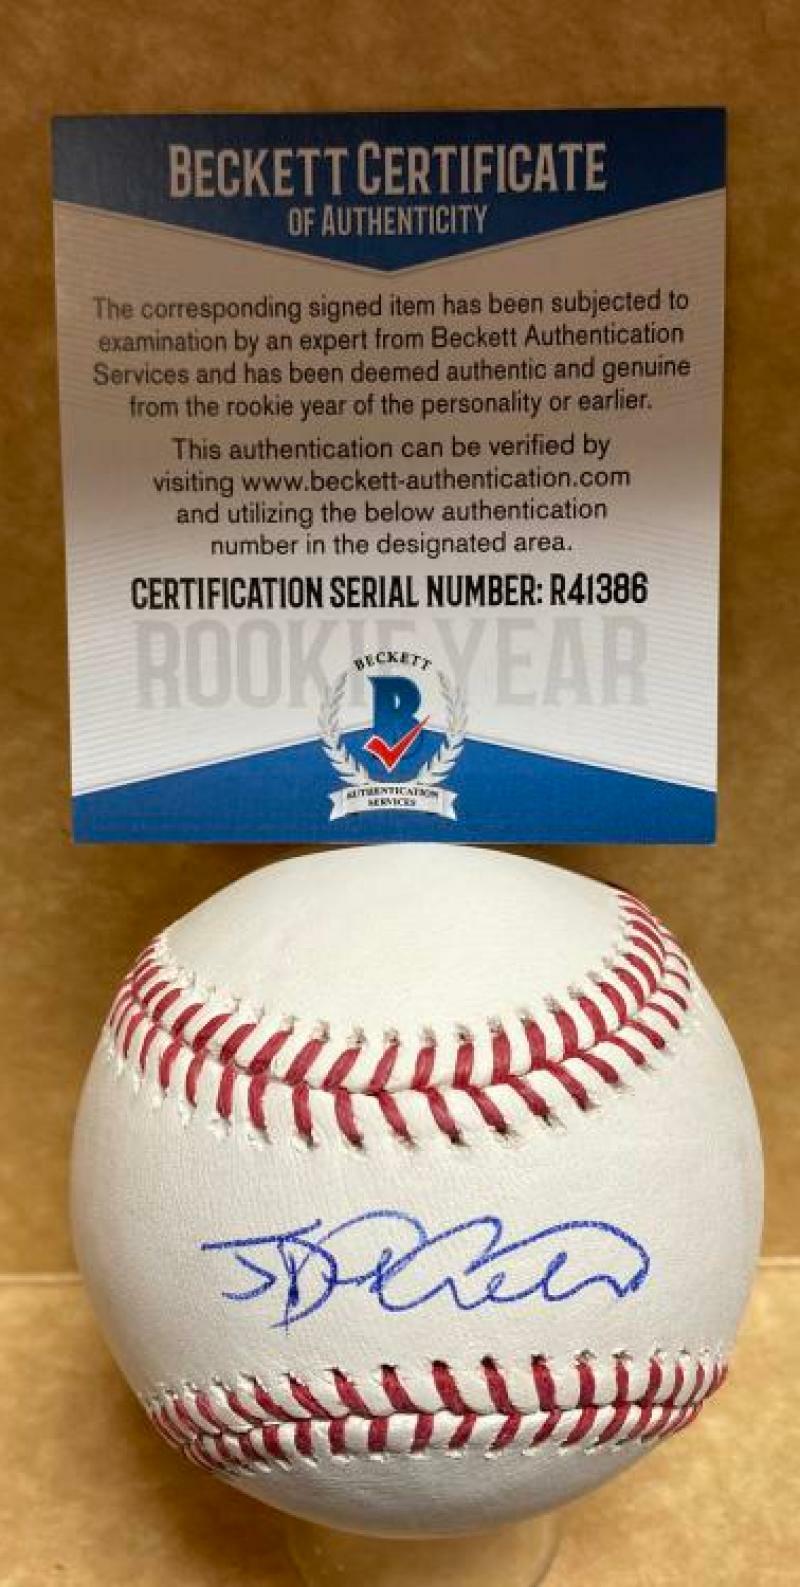 BECKETT CERTIFICATE
OF AUTHENTICITY
The corresponding signed item has been subjected to
examination by an expert from Beckett Authentication
Services and has been deemed authentic and genuine
from the rookie year of the personality or earlier.
This authentication can be verified by
visiting www.beckett-authentication.com
and utilizing the below authentication
number in the designated area.
CERTIFICATION SERIAL NUMBER: R41386
ROOKIE YEAR
BECKETT
B
AUTHENTICATION
SERVICES